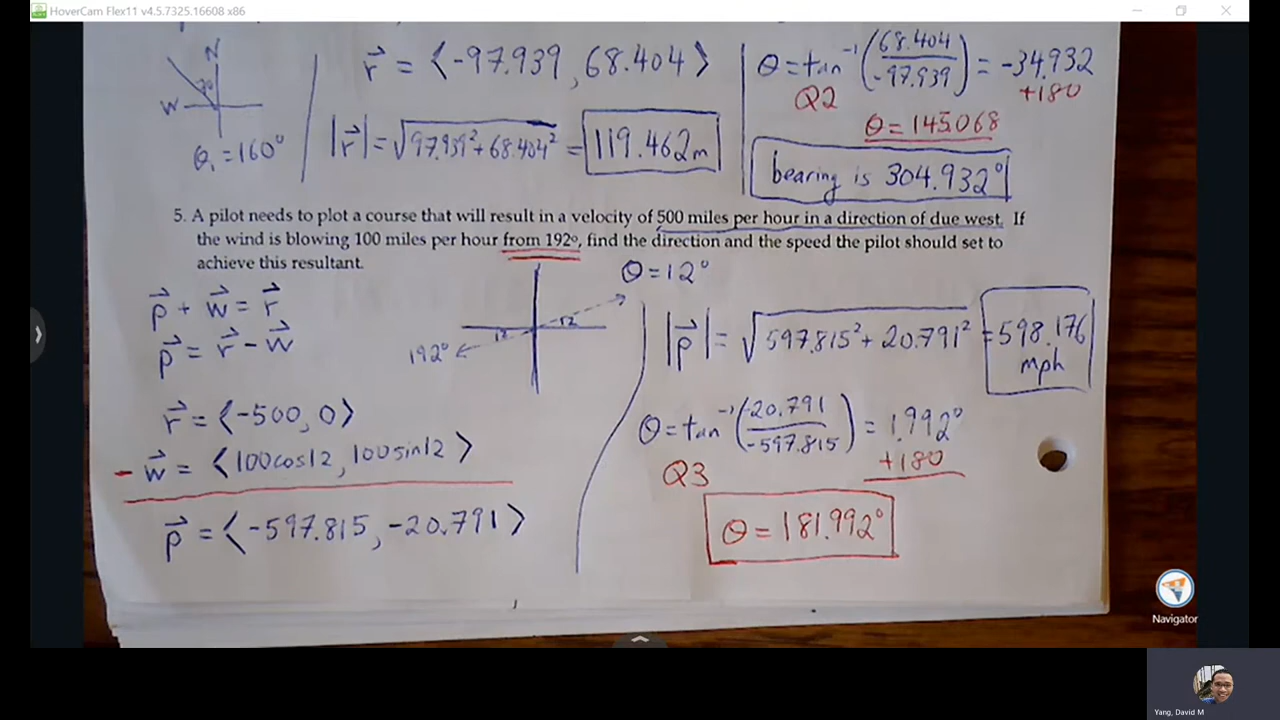 HoverCam Flex11 v4.5.7325.16608 x86
N
W
70°
θ₁ = 160°
r⃗ = ⟨-97.939, 68.404⟩
|r⃗| = √97.939² + 68.404² = 119.462m
θ = tan⁻¹(68.404/-97.939) = -34.932
Q2
+180
θ = 145.068
bearing is 304.932°
5. A pilot needs to plot a course that will result in a velocity of 500 miles per hour in a direction of due west. If
the wind is blowing 100 miles per hour from 192°, find the direction and the speed the pilot should set to
achieve this resultant.
θ = 12°
p⃗ + w⃗ = r⃗
p⃗ = r⃗ - w⃗
12
12
192°
r⃗ = ⟨-500, 0⟩
- w⃗ = ⟨100cos12, 100sin12⟩
p⃗ = ⟨-597.815, -20.791⟩
|p⃗| = √597.815² + 20.791² = 598.176
mph
θ = tan⁻¹(-20.791/-597.815) = 1.992°
Q3
+180
θ = 181.992°
Navigator
Yang, David M